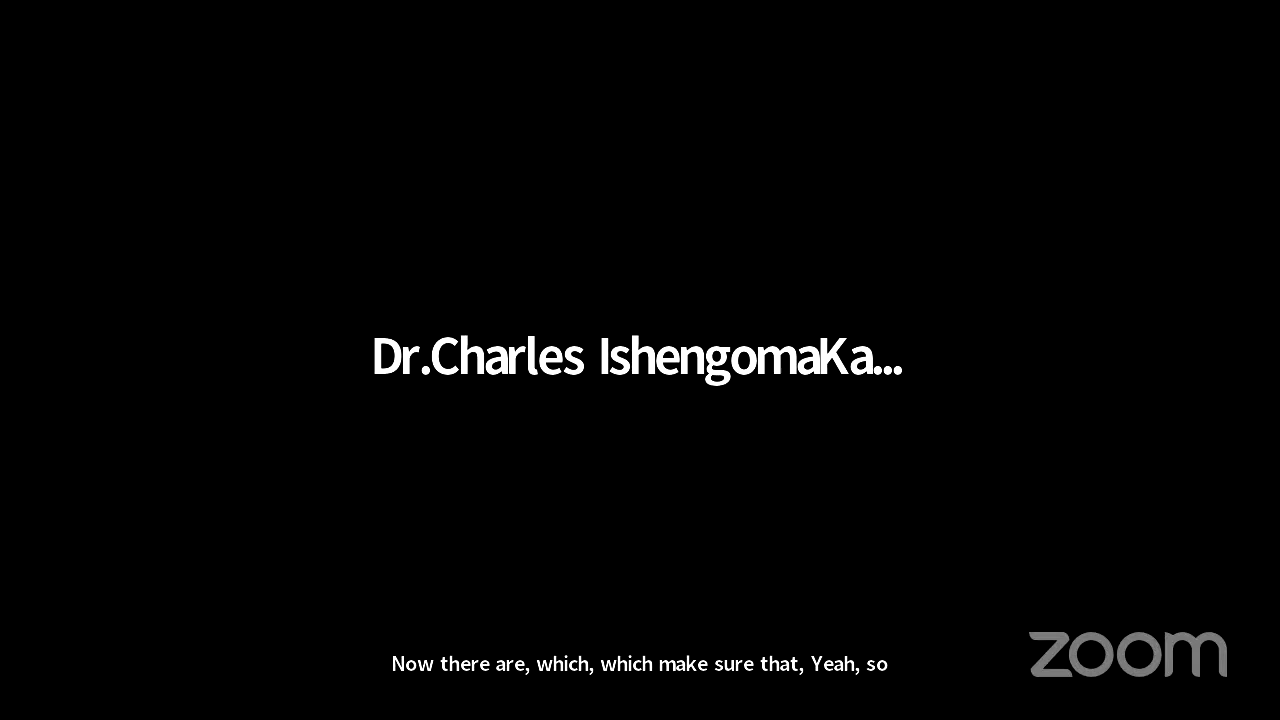 Dr.Charles IshengomaKa...
Now there are, which, which make sure that, Yeah, so
zoom